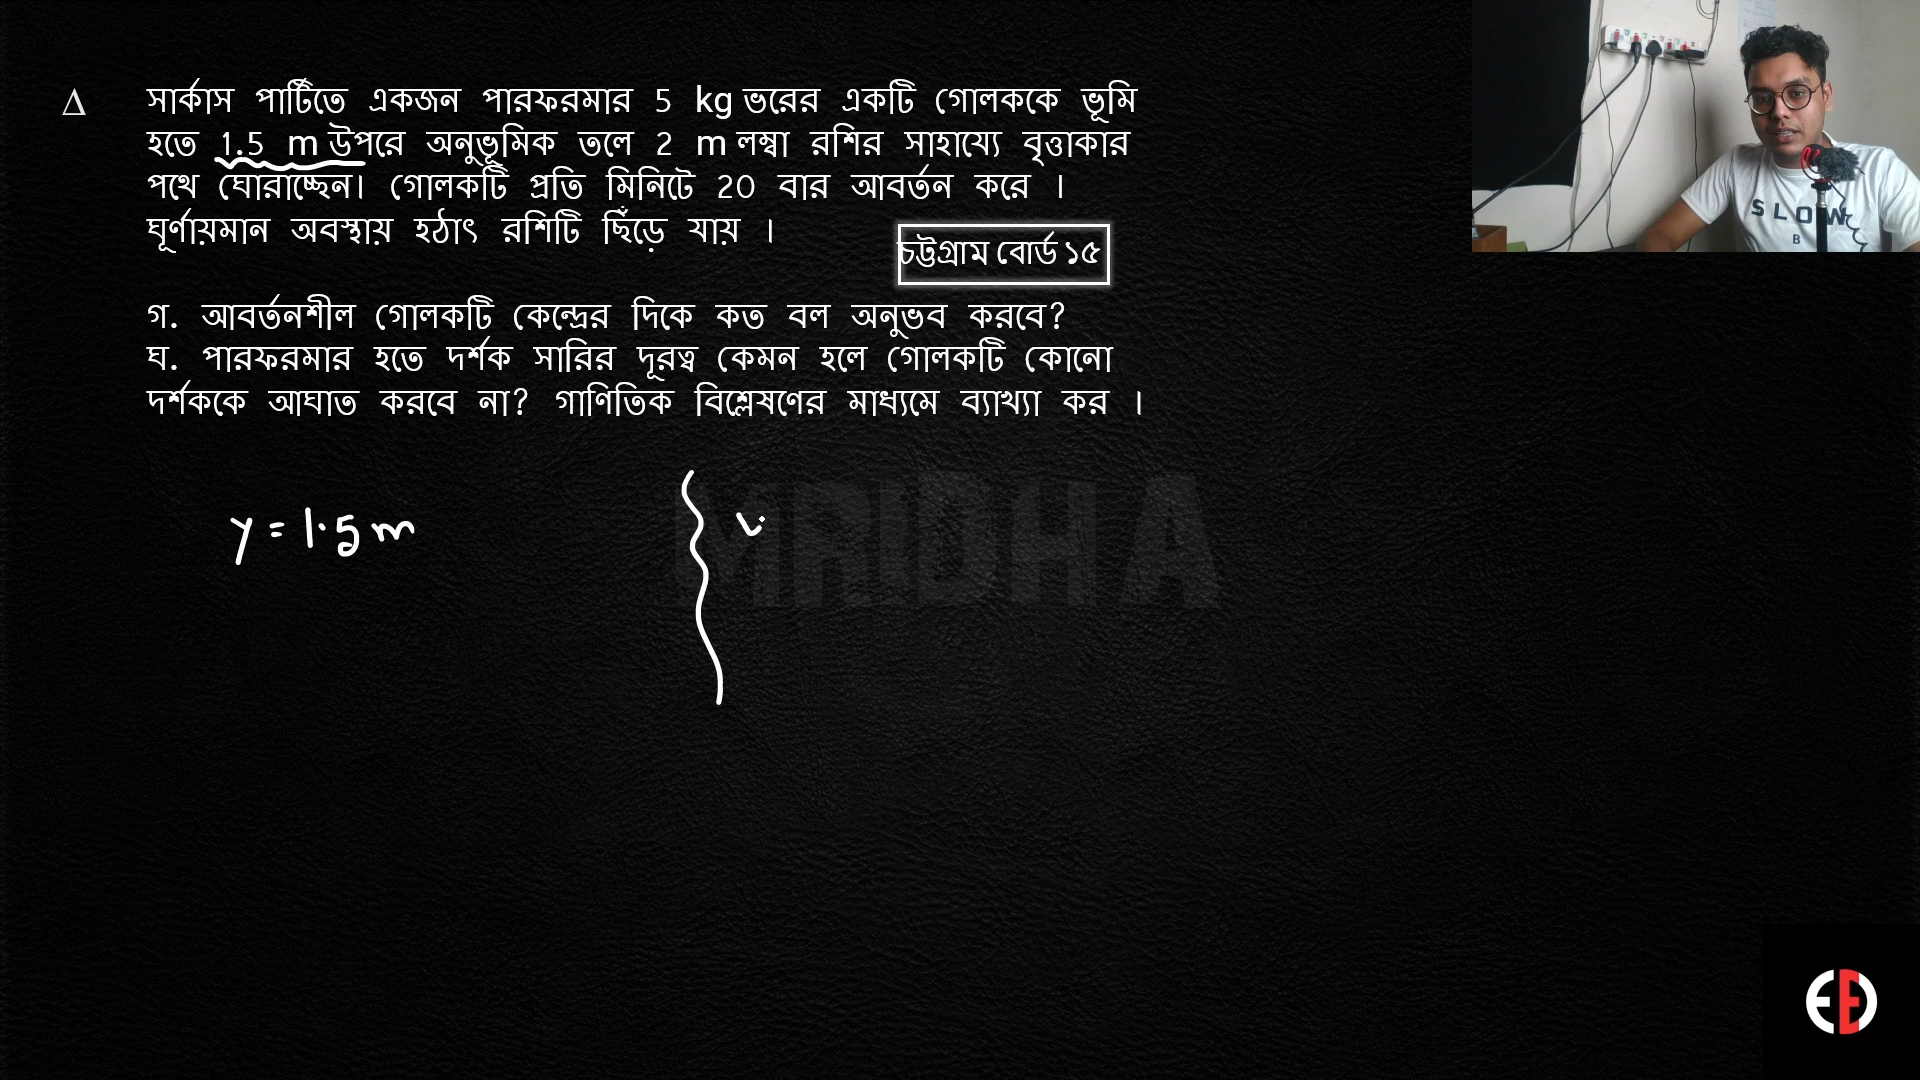 Δ সার্কাস পার্টিতে একজন পারফরমার 5 kg ভরের একটি গোলককে ভূমি
হতে 1.5 m উপরে অনুভূমিক তলে 2 m লম্বা রশির সাহায্যে বৃত্তাকার
পথে ঘোরাচ্ছেন। গোলকটি প্রতি মিনিটে 20 বার আবর্তন করে ।
ঘূর্ণায়মান অবস্থায় হঠাৎ রশিটি ছিঁড়ে যায় ।
চট্টগ্রাম বোর্ড ১৫
গ. আবর্তনশীল গোলকটি কেন্দ্রের দিকে কত বল অনুভব করবে?
ঘ. পারফরমার হতে দর্শক সারির দূরত্ব কেমন হলে গোলকটি কোনো
দর্শককে আঘাত করবে না? গাণিতিক বিশ্লেষণের মাধ্যমে ব্যাখ্যা কর ।
y = 1.5 m
MRIDHA
SLOW
B